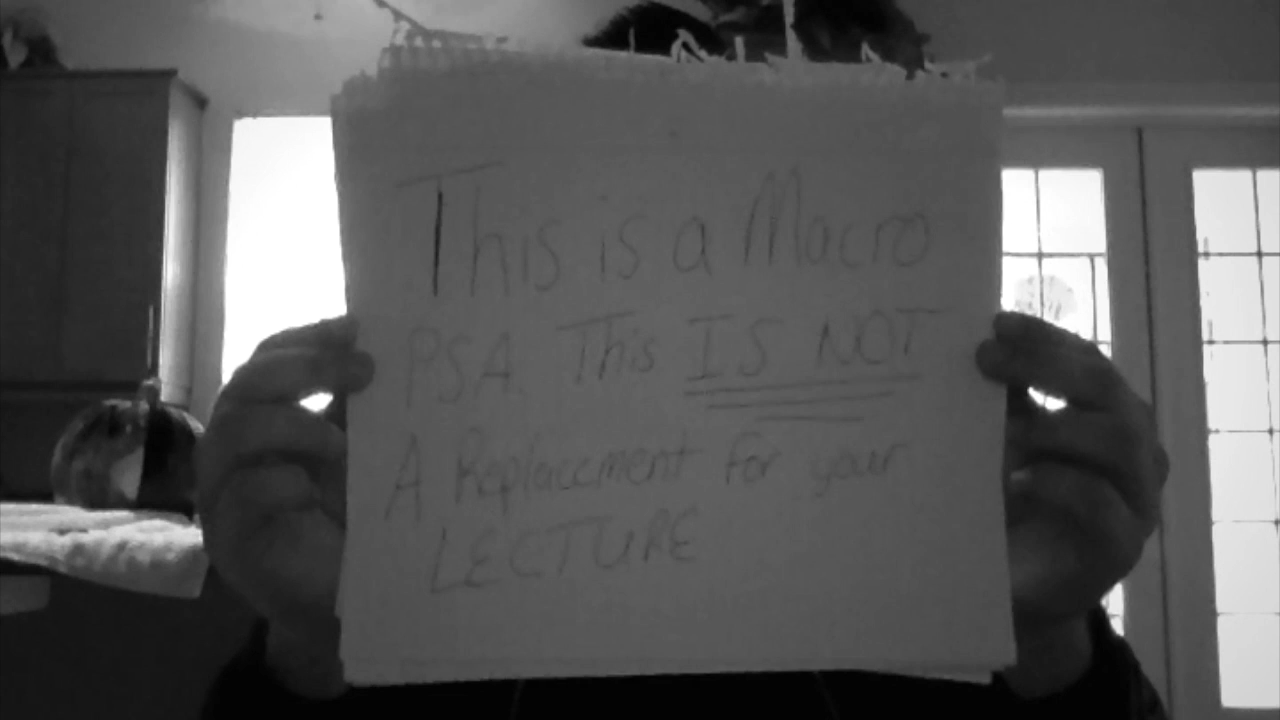 This is a Macro
PSA. This IS NOT
A Replacement for your
LECTURE